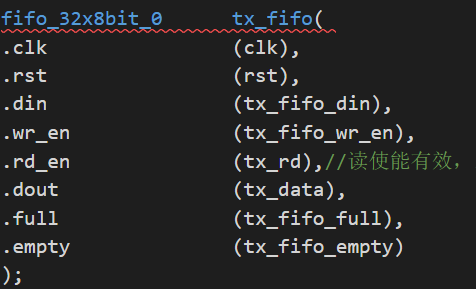 fifo_32x8bit_0 tx_fifo(
.clk (clk),
.rst (rst),
.din (tx_fifo_din),
.wr_en (tx_fifo_wr_en),
.rd_en (tx_rd),//读使能有效,
.dout (tx_data),
.full (tx_fifo_full),
.empty (tx_fifo_empty)
);